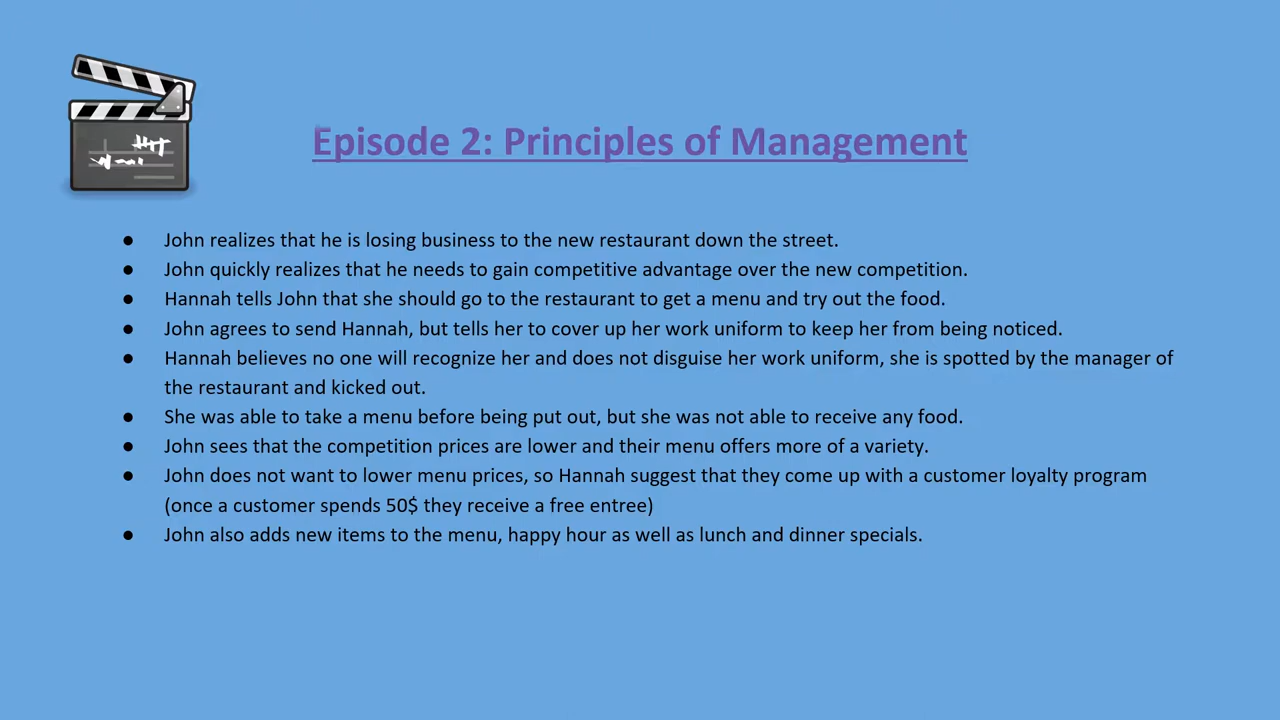 Episode 2: Principles of Management
● John realizes that he is losing business to the new restaurant down the street.
● John quickly realizes that he needs to gain competitive advantage over the new competition.
● Hannah tells John that she should go to the restaurant to get a menu and try out the food.
● John agrees to send Hannah, but tells her to cover up her work uniform to keep her from being noticed.
● Hannah believes no one will recognize her and does not disguise her work uniform, she is spotted by the manager of
the restaurant and kicked out.
● She was able to take a menu before being put out, but she was not able to receive any food.
● John sees that the competition prices are lower and their menu offers more of a variety.
● John does not want to lower menu prices, so Hannah suggest that they come up with a customer loyalty program
(once a customer spends 50$ they receive a free entree)
● John also adds new items to the menu, happy hour as well as lunch and dinner specials.